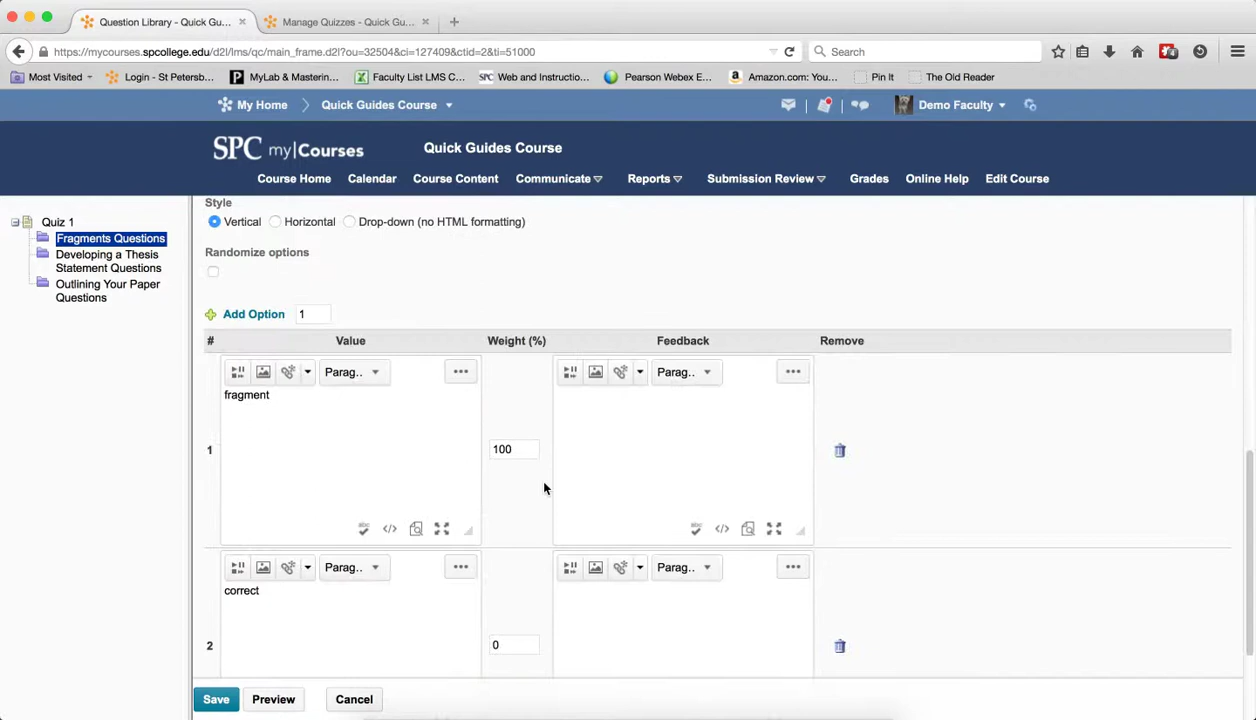 Question Library - Quick Gu...
Manage Quizzes - Quick Gu...
https://mycourses.spcollege.edu/d2l/lms/qc/main_frame.d2l?ou=32504&ci=127409&ctid=2&ti=51000
Search
Most Visited
Login - St Petersb...
P
MyLab & Mastering...
Faculty List LMS C...
SPC
Web and Instructio...
Pearson Webex E...
a
Amazon.com: You...
Pin It
The Old Reader
My Home
Quick Guides Course
Demo Faculty
SPC my|Courses
Quick Guides Course
Course Home
Calendar
Course Content
Communicate
Reports
Submission Review
Grades
Online Help
Edit Course
Quiz 1
Fragments Questions
Developing a Thesis
Statement Questions
Outlining Your Paper
Questions
Style
Vertical
Horizontal
Drop-down (no HTML formatting)
Randomize options
Add Option
1
#
Value
Weight (%)
Feedback
Remove
Parag..
Parag..
fragment
1
100
abc
abc
Parag..
Parag..
correct
2
0
Save
Preview
Cancel